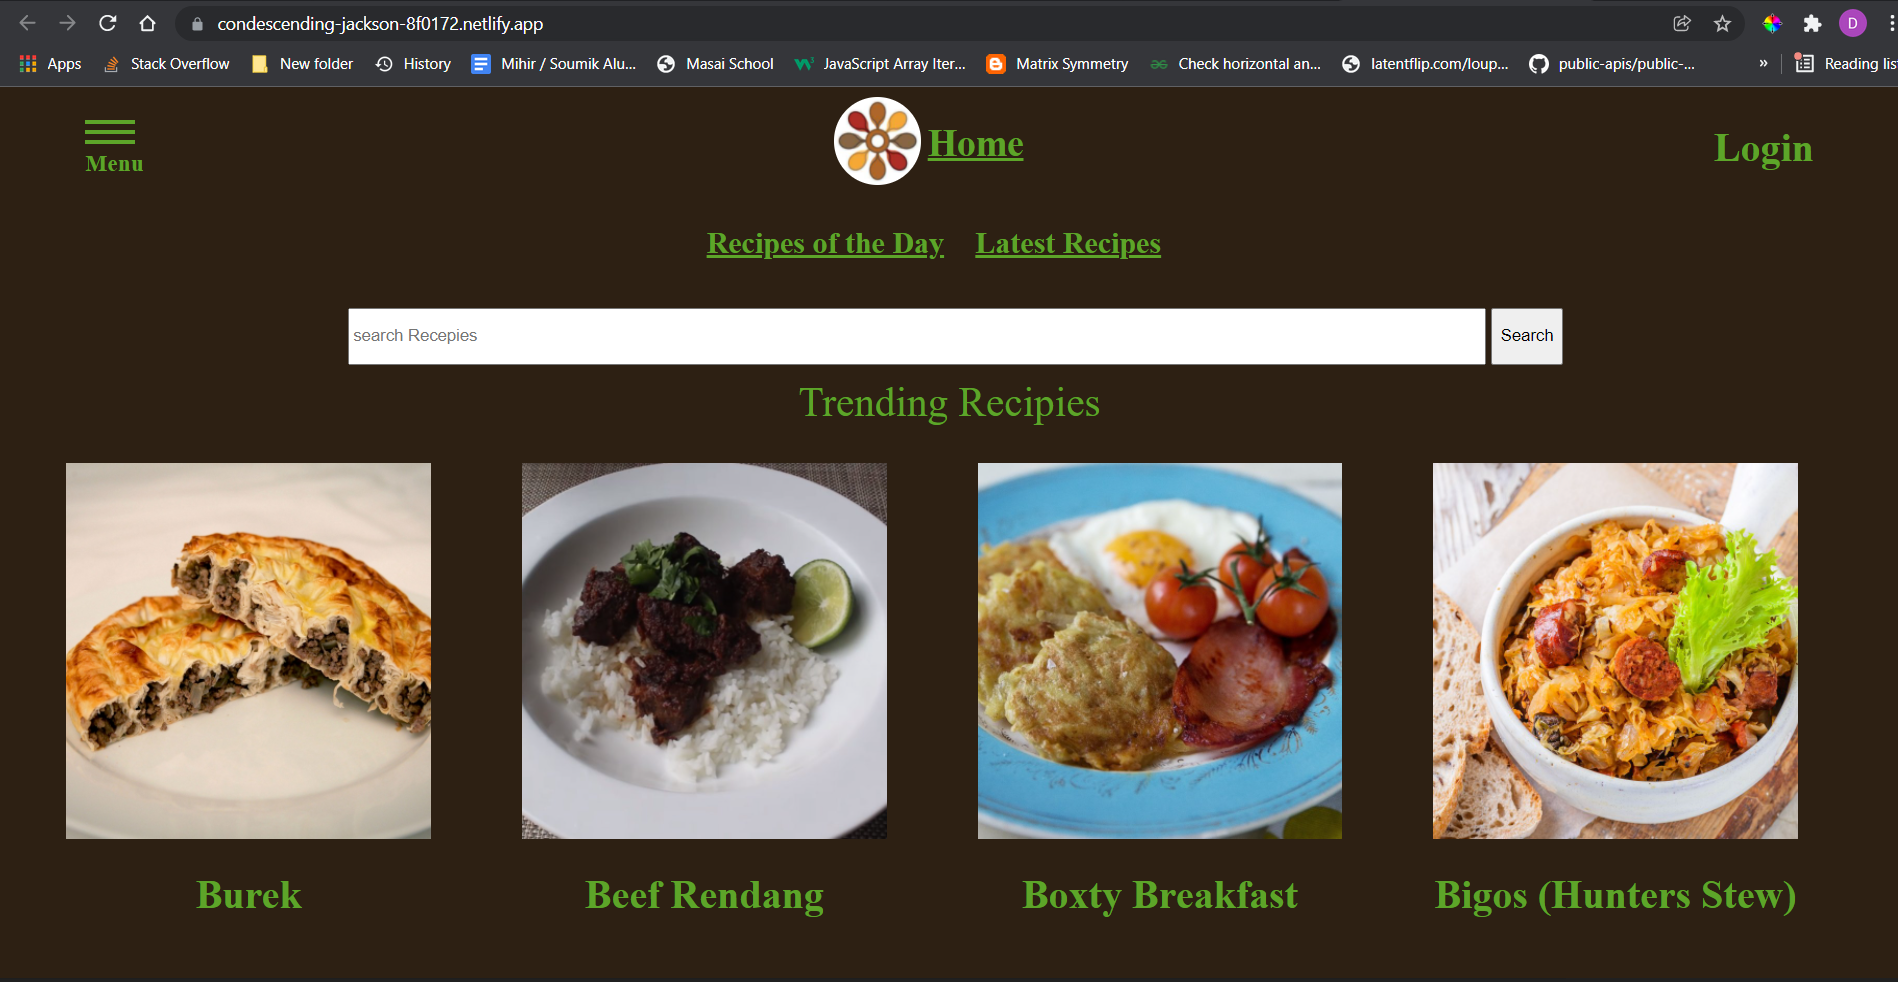 condescending-jackson-8f0172.netlify.app
D
Apps Stack Overflow New folder History Mihir / Soumik Alu... Masai School JavaScript Array Iter... Matrix Symmetry Check horizontal an... latentflip.com/loup... public-apis/public-... » Reading lis
Menu
Home
Login
Recipes of the Day Latest Recipes
search Recepies Search
Trending Recipies
Burek Beef Rendang Boxty Breakfast Bigos (Hunters Stew)